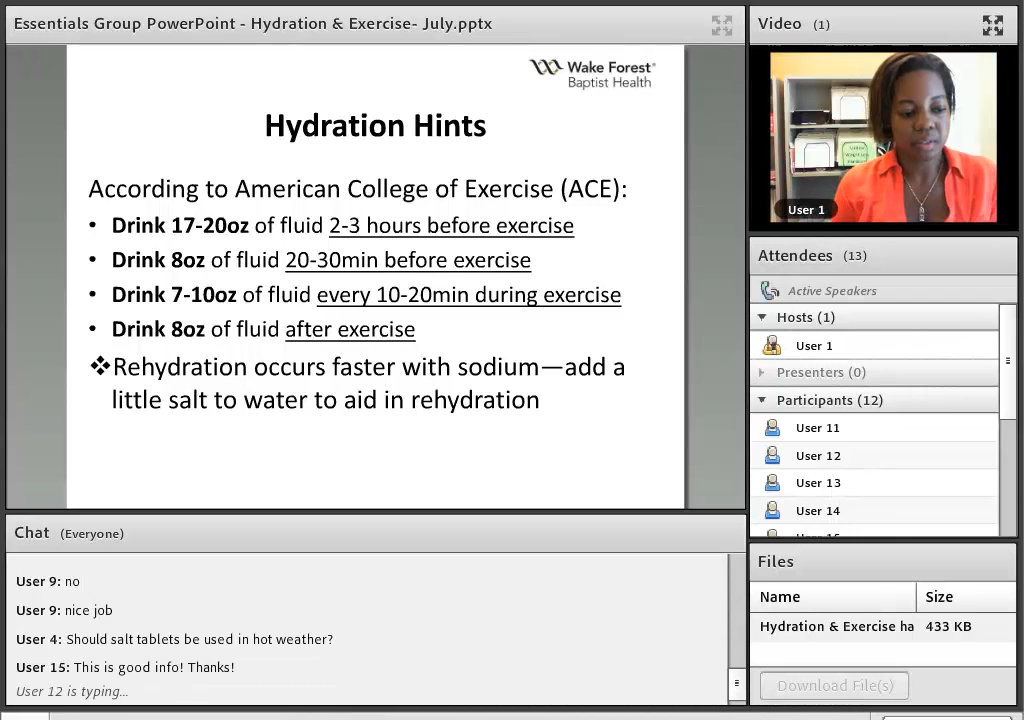 Essentials Group PowerPoint - Hydration & Exercise- July.pptx
Wake Forest®
Baptist Health
Hydration Hints
According to American College of Exercise (ACE):
• Drink 17-20oz of fluid 2-3 hours before exercise
• Drink 8oz of fluid 20-30min before exercise
• Drink 7-10oz of fluid every 10-20min during exercise
• Drink 8oz of fluid after exercise
❖Rehydration occurs faster with sodium—add a
little salt to water to aid in rehydration
Chat (Everyone)
User 9: no
User 9: nice job
User 4: Should salt tablets be used in hot weather?
User 15: This is good info! Thanks!
User 12 is typing...
Video (1)
User 1
Attendees (13)
Active Speakers
Hosts (1)
User 1
Presenters (0)
Participants (12)
User 11
User 12
User 13
User 14
Files
Name Size
Hydration & Exercise ha 433 KB
Download File(s)